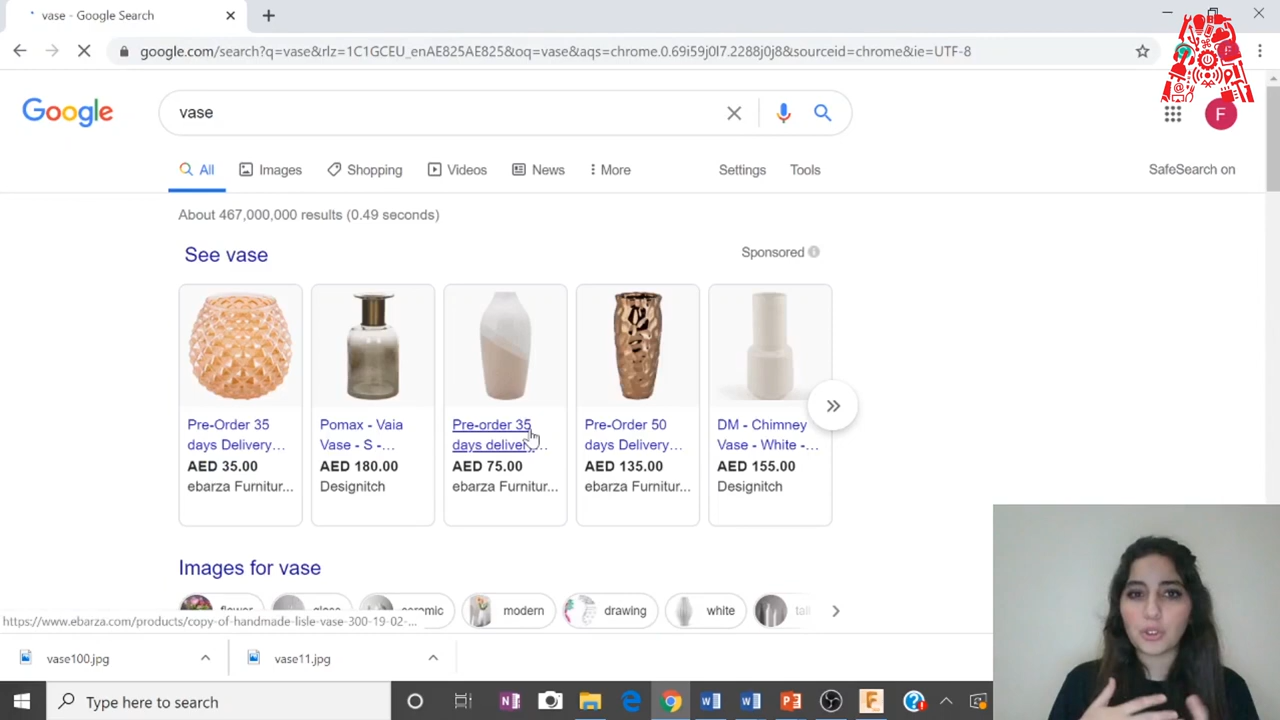 vase - Google Search
google.com/search?q=vase&rlz=1C1GCEU_enAE825AE825&oq=vase&aqs=chrome.0.69i59j0l7.2288j0j8&sourceid=chrome&ie=UTF-8
Google
vase
F
All
Images
Shopping
Videos
News
More
Settings
Tools
SafeSearch on
About 467,000,000 results (0.49 seconds)
See vase
Sponsored
Pre-Order 35
days Delivery…
AED 35.00
ebarza Furnitur...
Pomax - Vaia
Vase - S -…
AED 180.00
Designitch
Pre-order 35
days delivery…
AED 75.00
ebarza Furnitur...
Pre-Order 50
days Delivery…
AED 135.00
ebarza Furnitur...
DM - Chimney
Vase - White -…
AED 155.00
Designitch
Images for vase
flower
glass
ceramic
modern
drawing
white
https://www.ebarza.com/products/copy-of-handmade-lisle-vase-300-19-02-...
vase100.jpg
vase11.jpg
Type here to search